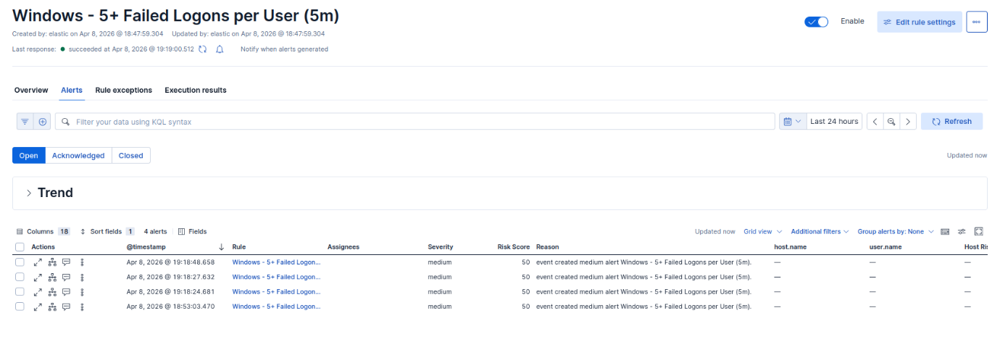 Windows - 5+ Failed Logons per User (5m)
Enable
Edit rule settings
Created by: elastic on Apr 8, 2026 @ 18:47:59.304 Updated by: elastic on Apr 8, 2026 @ 18:47:59.304
Last response: succeeded at Apr 8, 2026 @ 19:19:00.512 Notify when alerts generated
Overview Alerts Rule exceptions Execution results
Filter your data using KQL syntax Last 24 hours Refresh
Open Acknowledged Closed Updated now
Trend
Columns 18 Sort fields 1 4 alerts Fields Updated now Grid view Additional filters Group alerts by: None
Actions @timestamp Rule Assignees Severity Risk Score Reason host.name user.name Host Ris
Apr 8, 2026 @ 19:18:48.658 Windows - 5+ Failed Logon... medium 50 event created medium alert Windows - 5+ Failed Logons per User (5m). — — —
Apr 8, 2026 @ 19:18:27.632 Windows - 5+ Failed Logon... medium 50 event created medium alert Windows - 5+ Failed Logons per User (5m). — — —
Apr 8, 2026 @ 19:18:24.681 Windows - 5+ Failed Logon... medium 50 event created medium alert Windows - 5+ Failed Logons per User (5m). — — —
Apr 8, 2026 @ 18:53:03.470 Windows - 5+ Failed Logon... medium 50 event created medium alert Windows - 5+ Failed Logons per User (5m). — — —